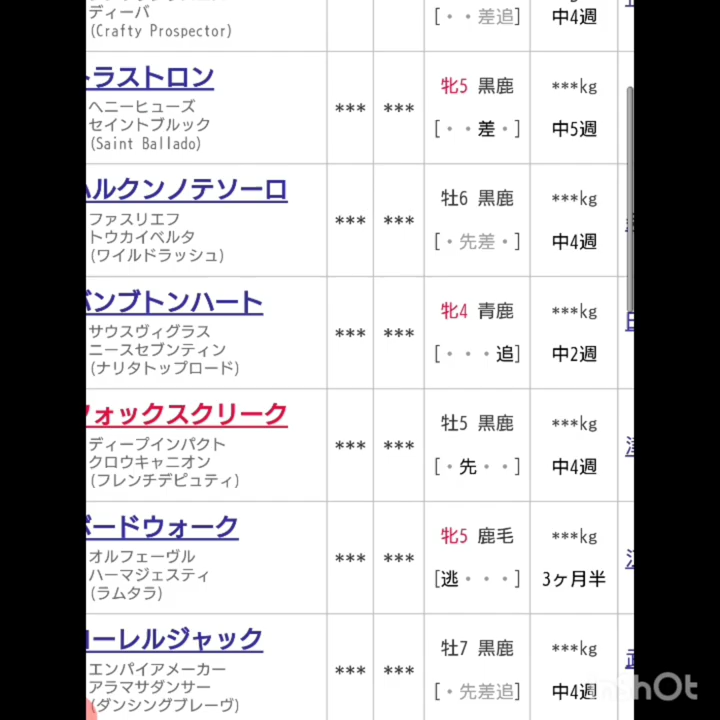 ディーバ
(Crafty Prospector)
[・・差追]
中4週
トラストロン
ヘニーヒューズ
セイントブルック
(Saint Ballado)
*** ***
牝5 黒鹿
[・・差・]
***kg
中5週
ハルクンノテソーロ
ファスリエフ
トウカイベルタ
(ワイルドラッシュ)
*** ***
牡6 黒鹿
[・先差・]
***kg
中4週
バンブトンハート
サウスヴィグラス
ニースセブンティン
(ナリタトップロード)
*** ***
牝4 青鹿
[・・・追]
***kg
中2週
フォックスクリーク
ディープインパクト
クロウキャニオン
(フレンチデピュティ)
*** ***
牡5 黒鹿
[・先・・]
***kg
中4週
ボードウォーク
オルフェーヴル
ハーマジェスティ
(ラムタラ)
*** ***
牝5 鹿毛
[逃・・・]
***kg
3ヶ月半
ローレルジャック
エンパイアメーカー
アラマサダンサー
(ダンシングブレーヴ)
*** ***
牡7 黒鹿
[・先差追]
***kg
中4週